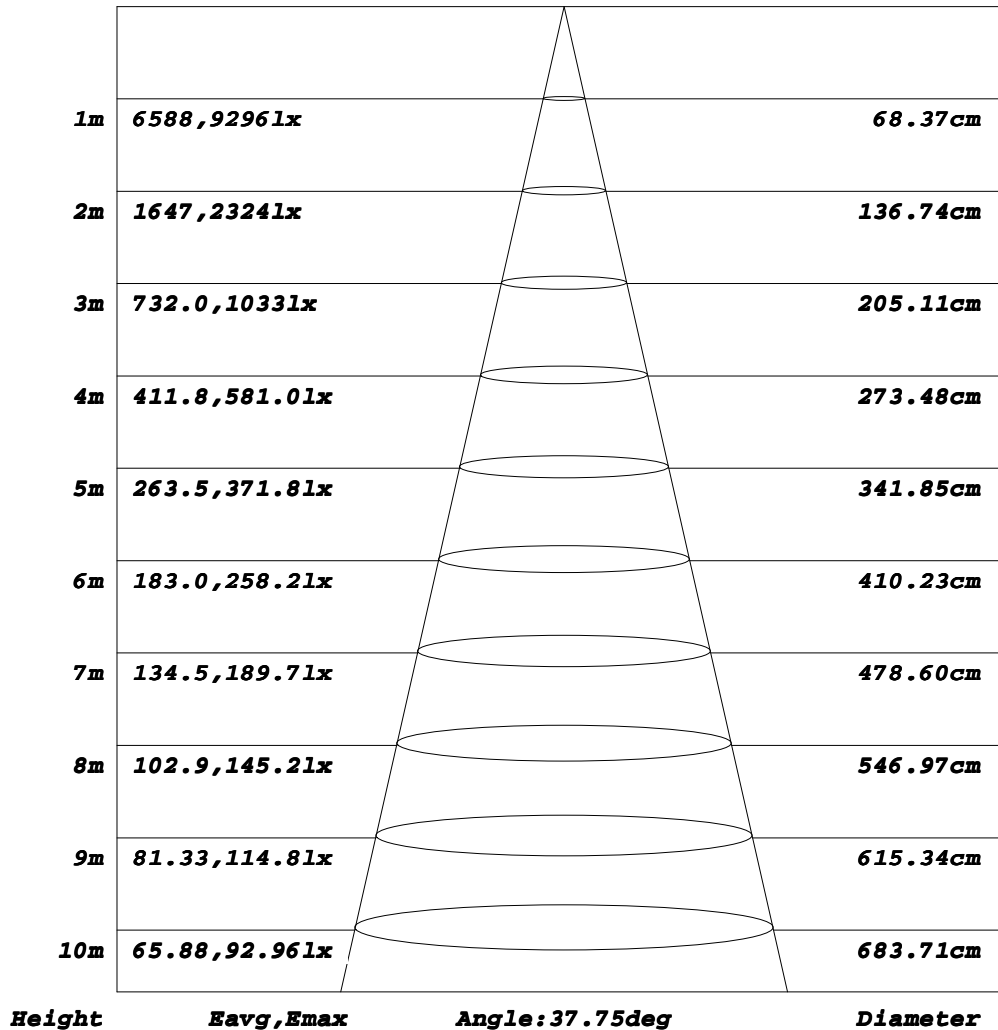 1m 6588,9296lx 68.37cm
2m 1647,2324lx 136.74cm
3m 732.0,1033lx 205.11cm
4m 411.8,581.0lx 273.48cm
5m 263.5,371.8lx 341.85cm
6m 183.0,258.2lx 410.23cm
7m 134.5,189.7lx 478.60cm
8m 102.9,145.2lx 546.97cm
9m 81.33,114.8lx 615.34cm
10m 65.88,92.96lx 683.71cm
Height Eavg,Emax Angle:37.75deg Diameter